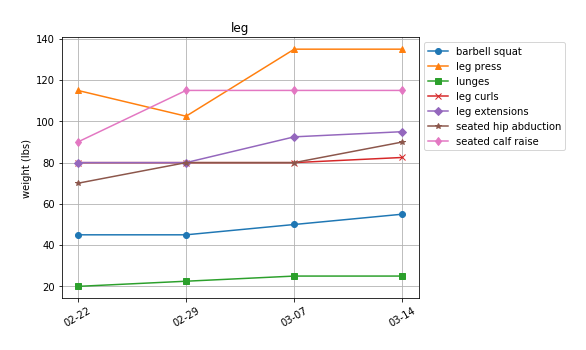 leg
140
120
100
80
60
40
20
weight (lbs)
02-22
02-29
03-07
03-14
barbell squat
leg press
lunges
leg curls
leg extensions
seated hip abduction
seated calf raise